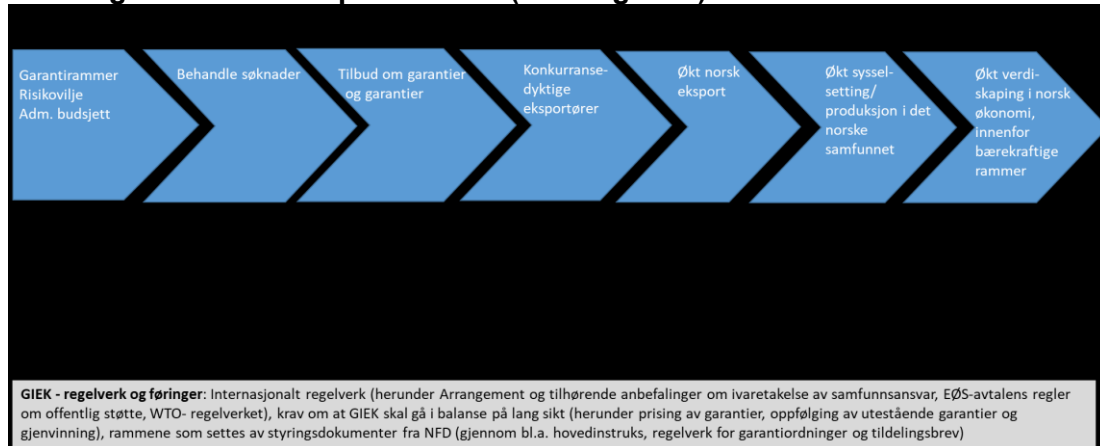 Garantirammer
Risikovilje
Adm. budsjett
Behandle søknader
Tilbud om garantier
og garantier
Konkurranse-
dyktige
eksportører
Økt norsk
eksport
Økt syssel-
setting/
produksjon i det
norske
samfunnet
Økt verdi-
skaping i norsk
økonomi,
innenfor
bærekraftige
rammer
GIEK - regelverk og føringer: Internasjonalt regelverk (herunder Arrangement og tilhørende anbefalinger om ivaretakelse av samfunnsansvar, EØS-avtalens regler
om offentlig støtte, WTO- regelverket), krav om at GIEK skal gå i balanse på lang sikt (herunder prising av garantier, oppfølging av utestående garantier og
gjenvinning), rammene som settes av styringsdokumenter fra NFD (gjennom bl.a. hovedinstruks, regelverk for garantiordninger og tildelingsbrev)